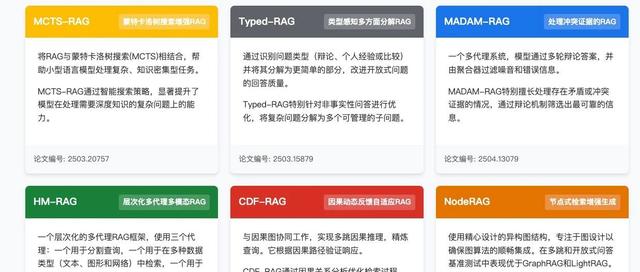 MCTS-RAG 蒙特卡洛树搜索增强RAG
将RAG与蒙特卡洛树搜索(MCTS)相结合，帮
助小型语言模型处理复杂、知识密集型任务。
MCTS-RAG通过智能搜索策略，显著提升了
模型在处理需要深度知识的复杂问题上的能
力。
论文编号: 2503.20757
Typed-RAG 类型感知多方面分解RAG
通过识别问题类型（辩论、个人经验或比较）
并将其分解为更简单的部分，改进开放式问题
的回答质量。
Typed-RAG特别针对非事实性问答进行优
化，将复杂问题分解为多个可管理的子问题。
论文编号: 2503.15879
MADAM-RAG 处理冲突证据的RAG
一个多代理系统，模型通过多轮辩论答案，并
由聚合器过滤噪音和错误信息。
MADAM-RAG特别擅长处理存在矛盾或冲突
证据的情况，通过辩论机制筛选出最可靠的信
息。
论文编号: 2504.13079
HM-RAG 层次化多代理多模态RAG
一个层次化的多代理RAG框架，使用三个代
理：一个用于分割查询，一个用于在多种数据
类型（文本、图形和网络）中检索，一个用于
CDF-RAG 因果动态反馈自适应RAG
与因果图协同工作，实现多跳因果推理，精炼
查询。它根据因果路径验证响应。
CDF-RAG通过因果关系分析优化检索过程，
NodeRAG 节点式检索增强生成
使用精心设计的异构图结构，专注于图设计以
确保图算法的顺畅集成。在多跳和开放式问答
基准测试中表现优于GraphRAG和LightRAG。